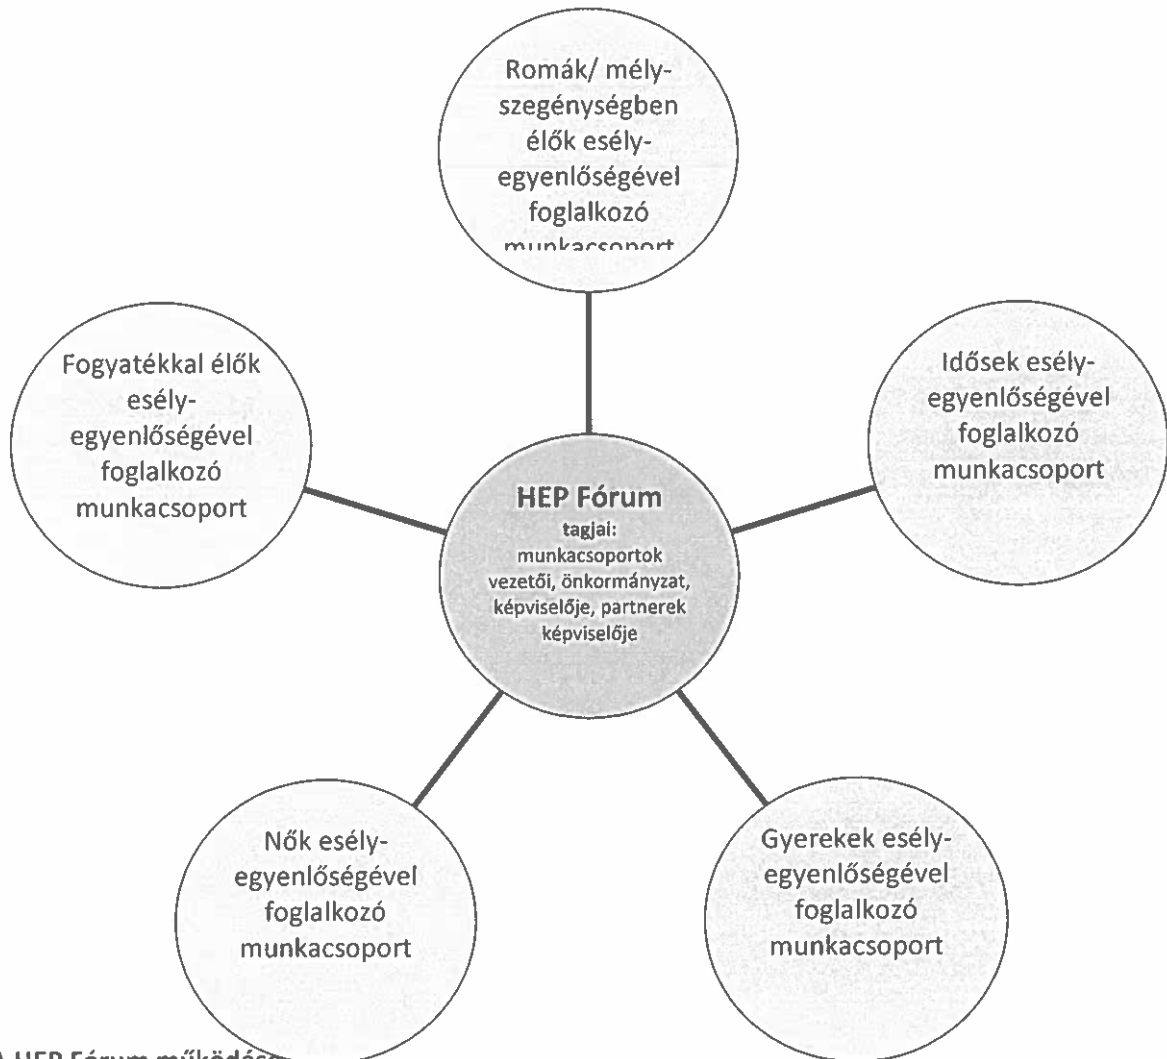 Romák/ mély-
szegénységben
élők esély-
egyenlőségével
foglalkozó
munkacsoport
Fogyatékkal élők
esély-
egyenlőségével
foglalkozó
munkacsoport
Idősek esély-
egyenlőségével
foglalkozó
munkacsoport
HEP Fórum
tagjai:
munkacsoportok
vezetői, önkormányzat,
képviselője, partnerek
képviselője
Nők esély-
egyenlőségével
foglalkozó
munkacsoport
Gyerekek esély-
egyenlőségével
foglalkozó
munkacsoport
A HEP Fórum működése